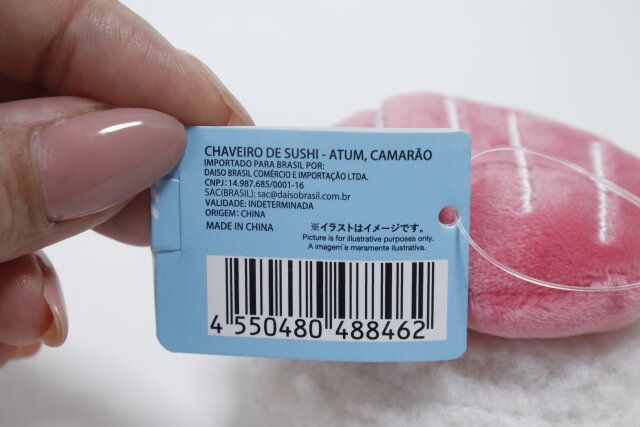 CHAVEIRO DE SUSHI - ATUM, CAMARÃO
IMPORTADO PARA BRASIL POR:
DAISO BRASIL COMÉRCIO E IMPORTAÇÃO LTDA.
CNPJ: 14.987.685/0001-16
SAC(BRASIL): sac@daisobrasil.com.br
VALIDADE: INDETERMINADA
ORIGEM: CHINA
MADE IN CHINA
※イラストはイメージです。
Picture is for illustrative purposes only.
A imagem é meramente ilustrativa.
4 550480 488462